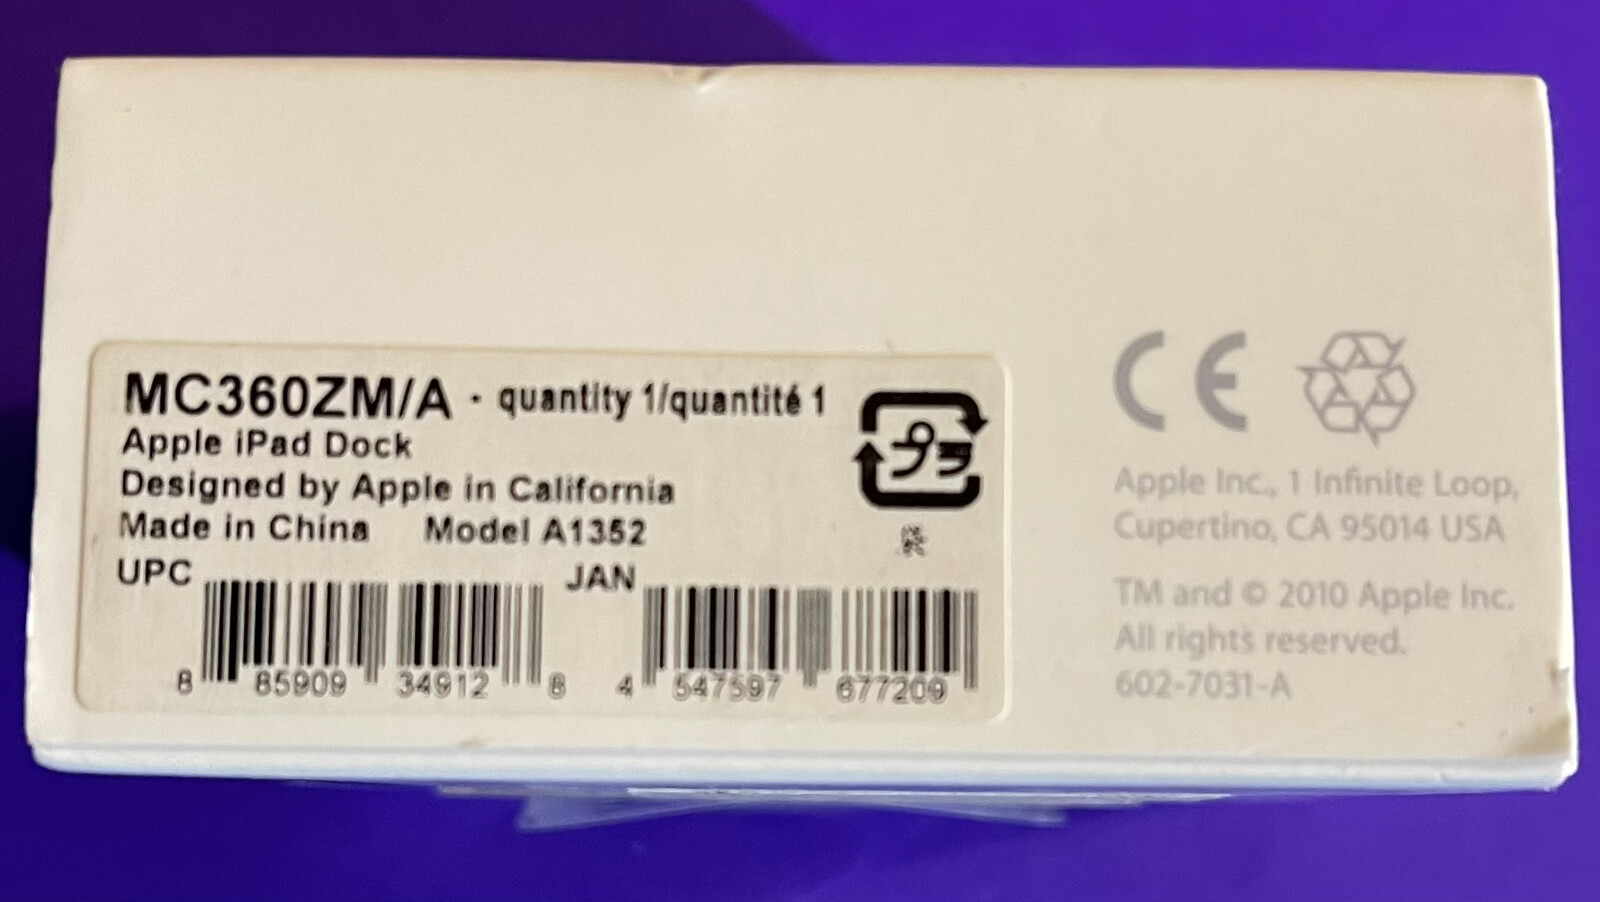 MC360ZM/A · quantity 1/quantité 1
Apple iPad Dock
Designed by Apple in California
Made in China Model A1352
UPC
8 85909 34912 8
JAN
4 547597 677209
プラ
CE
Apple Inc., 1 Infinite Loop,
Cupertino, CA 95014 USA
TM and © 2010 Apple Inc.
All rights reserved.
602-7031-A